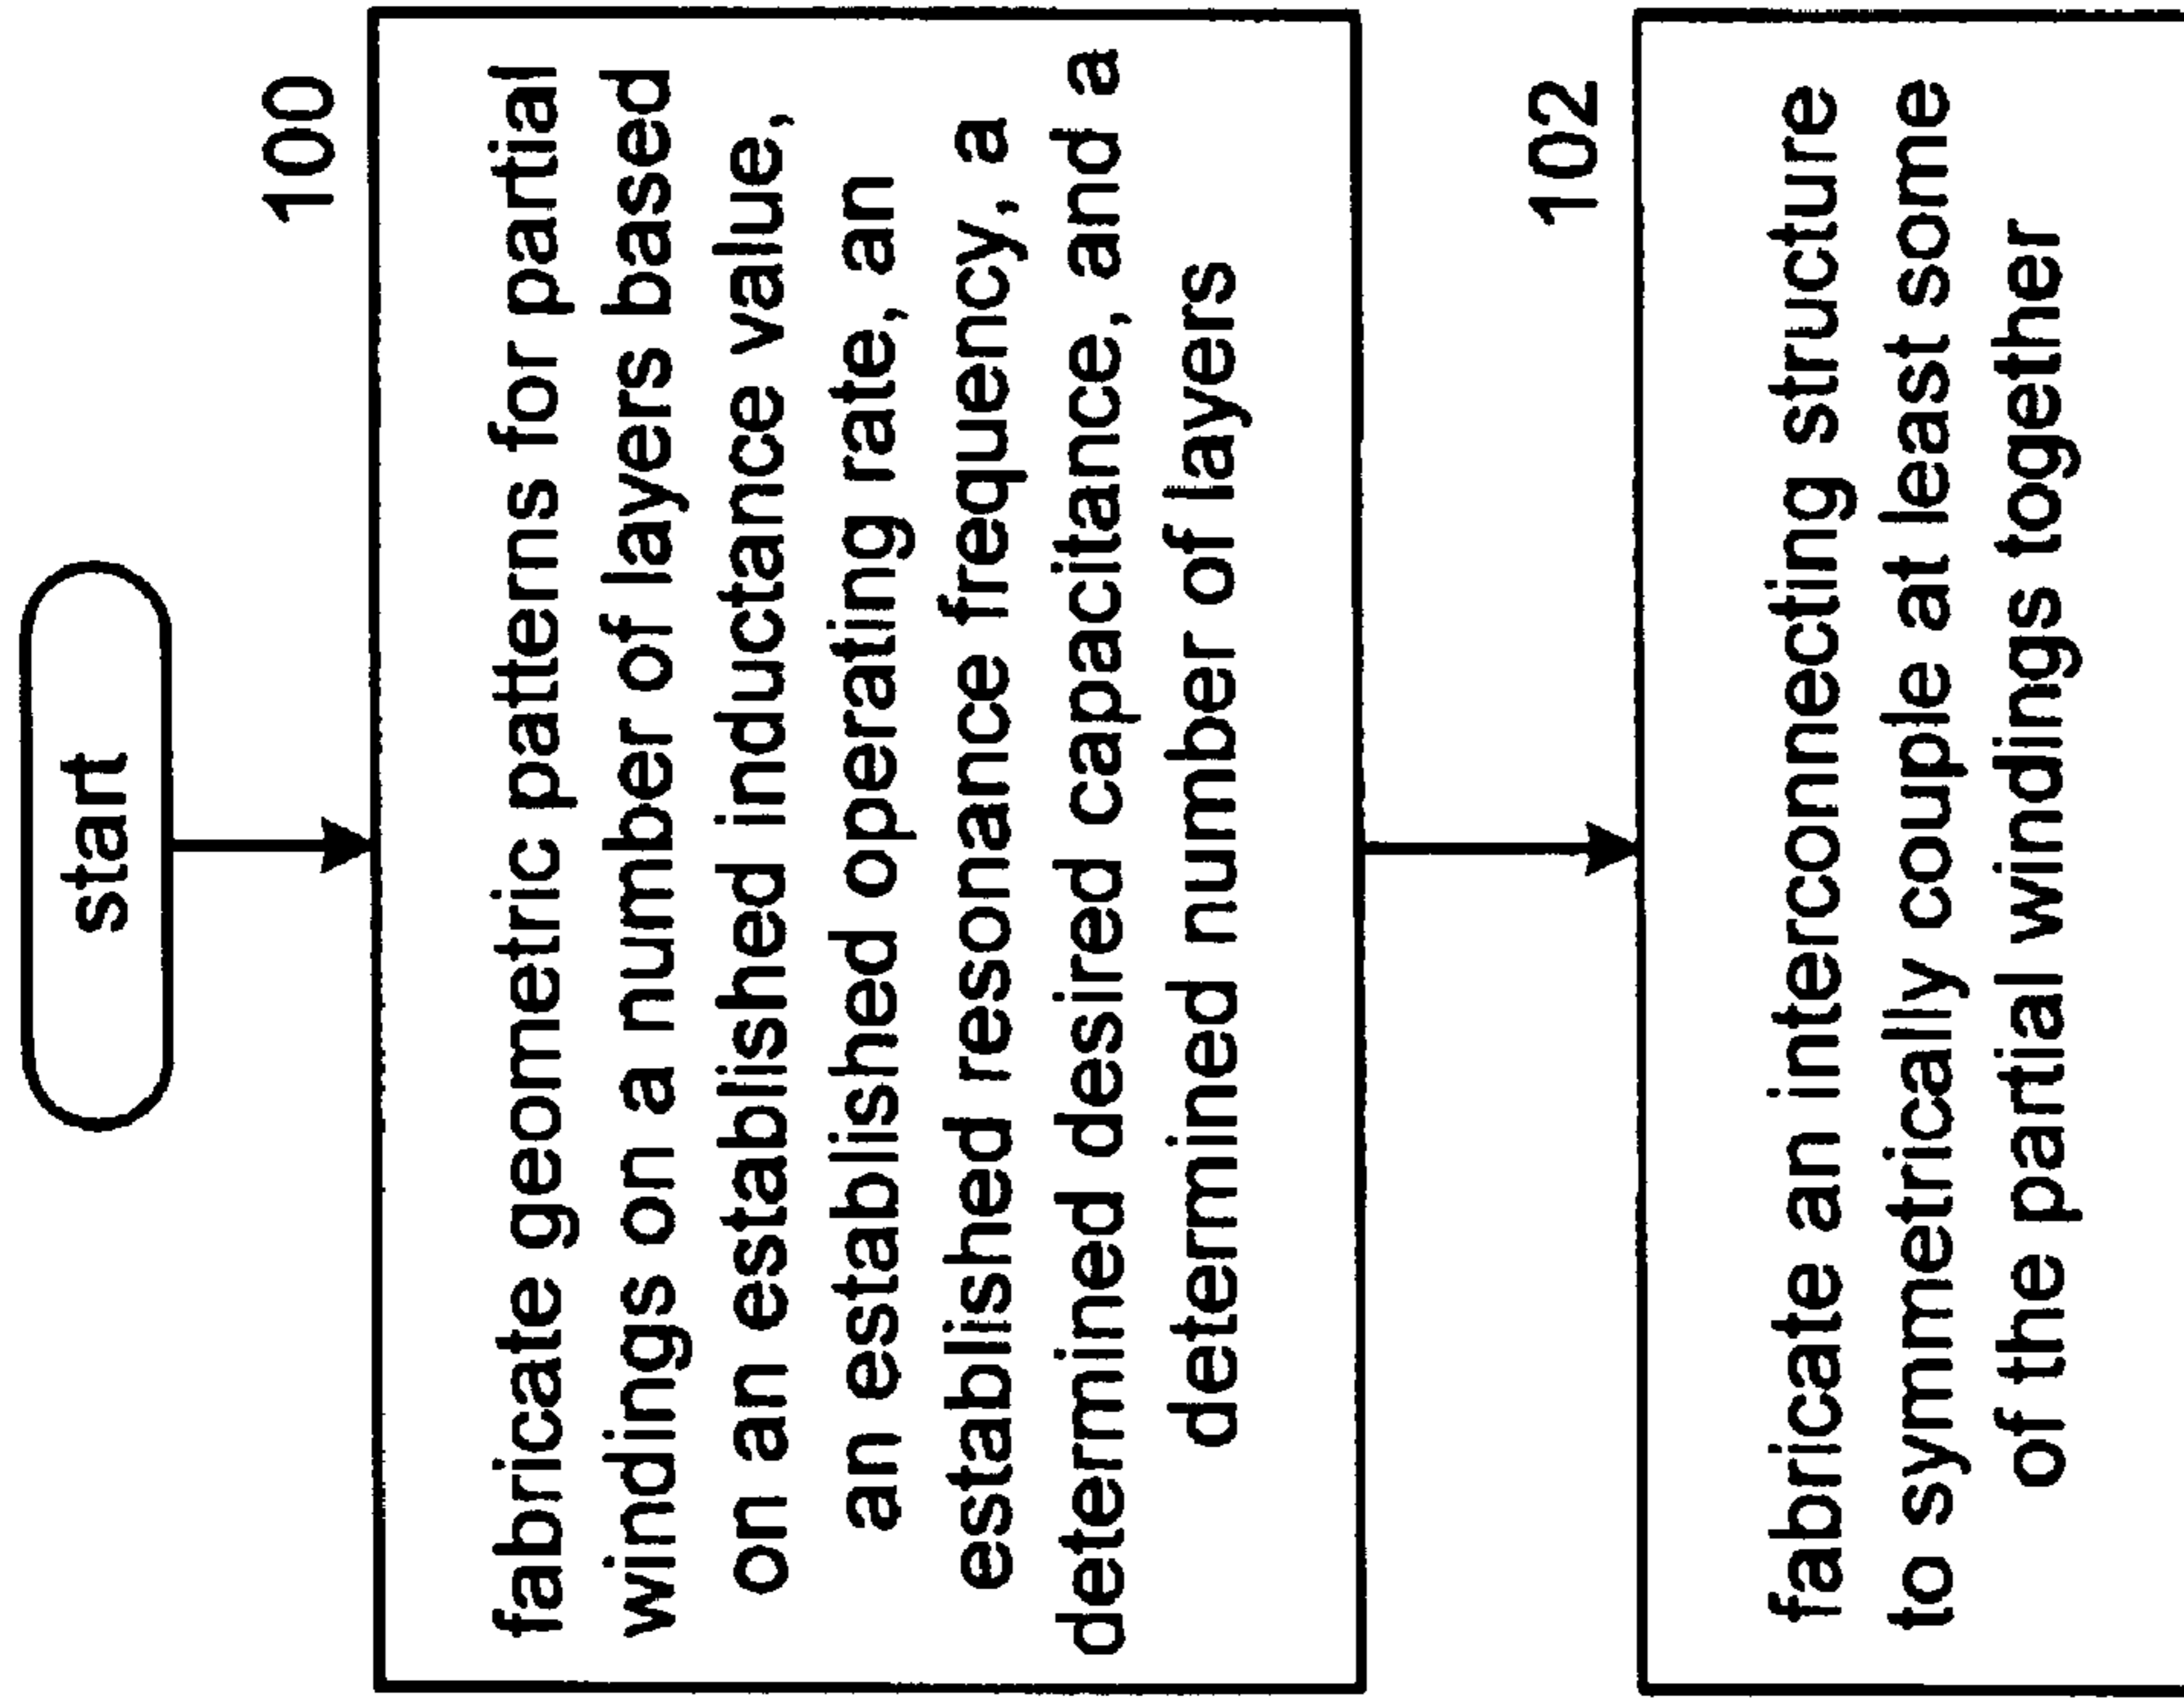 start
100
fabricate geometric patterns for partial
windings on a number of layers based
on an established inductance value,
an established operating rate, an
established resonance frequency, a
determined desired capacitance, and a
determined number of layers
102
fabricate an interconnecting structure
to symmetrically couple at least some
of the partial windings together